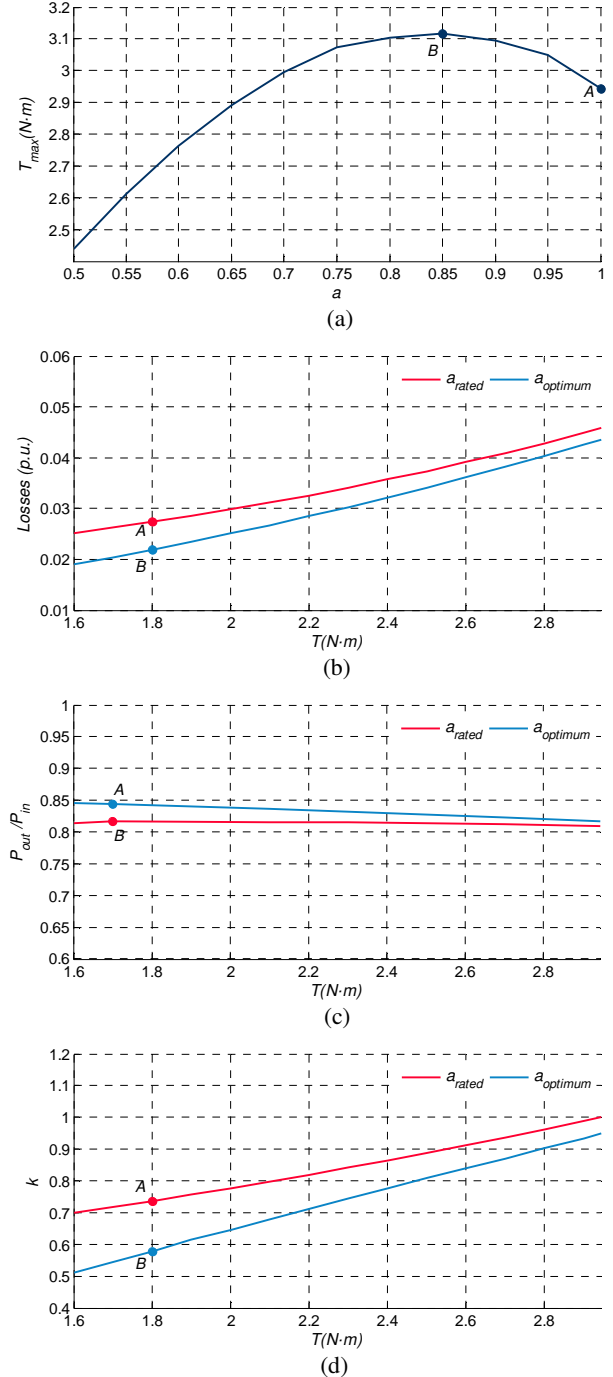 3.2
3.1
3
2.9
2.8
2.7
2.6
2.5
T_max(N·m)
B
A
0.5 0.55 0.6 0.65 0.7 0.75 0.8 0.85 0.9 0.95 1
a
(a)
0.06
0.05
0.04
0.03
0.02
0.01
Losses (p.u.)
a_rated a_optimum
A
B
1.6 1.8 2 2.2 2.4 2.6 2.8
T(N·m)
(b)
1
0.95
0.9
0.85
0.8
0.75
0.7
0.65
0.6
P_out/P_in
a_rated a_optimum
A
B
1.6 1.8 2 2.2 2.4 2.6 2.8
T(N·m)
(c)
1.2
1.1
1
0.9
0.8
0.7
0.6
0.5
0.4
k
a_rated a_optimum
A
B
1.6 1.8 2 2.2 2.4 2.6 2.8
T(N·m)
(d)